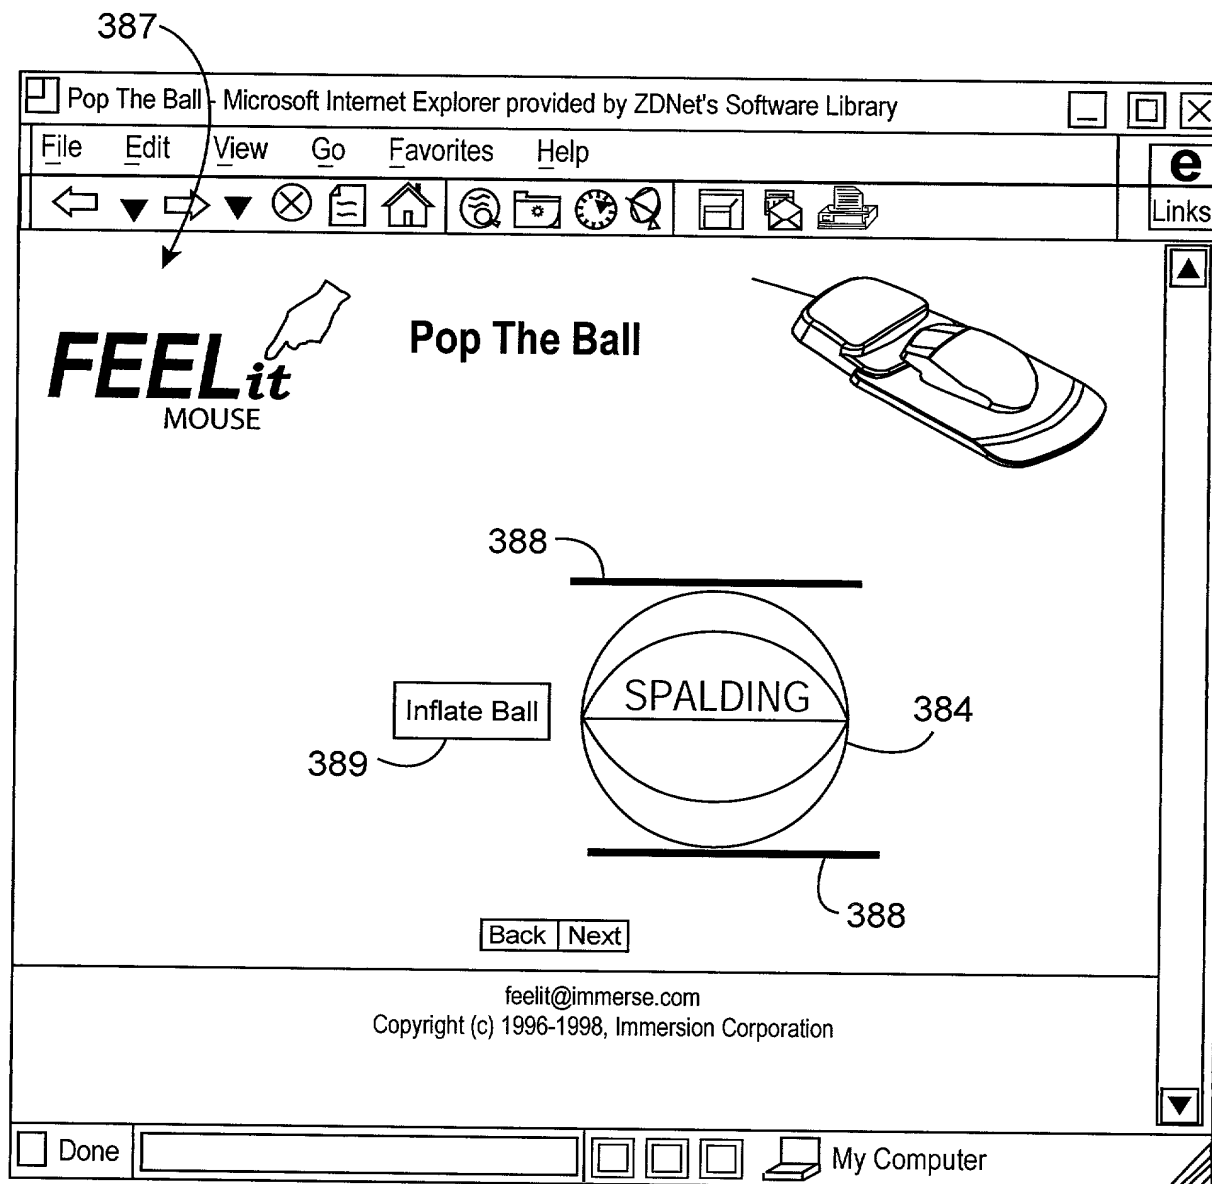 387
Pop The Ball - Microsoft Internet Explorer provided by ZDNet's Software Library
File Edit View Go Favorites Help
e
Links
FEELit
MOUSE
Pop The Ball
388
SPALDING
Inflate Ball
384
389
388
Back Next
feelit@immerse.com
Copyright (c) 1996-1998, Immersion Corporation
Done
My Computer